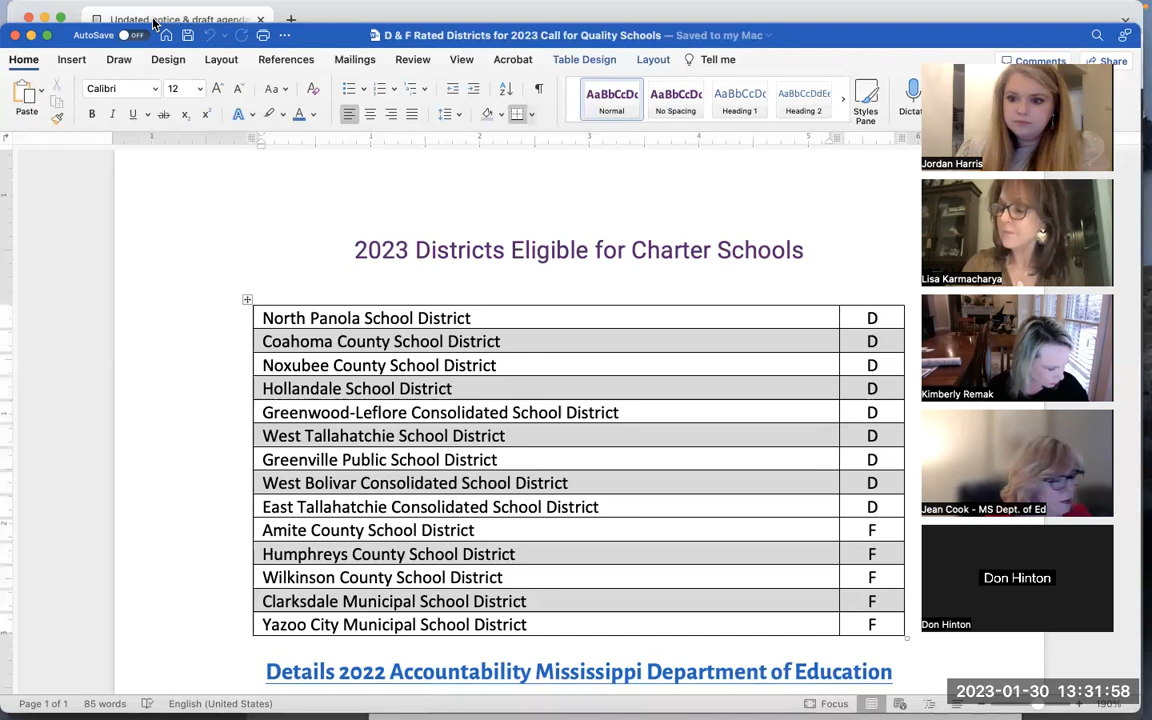 Updated notice & draft agenda
AutoSave OFF
D & F Rated Districts for 2023 Call for Quality Schools — Saved to my Mac
Home Insert Draw Design Layout References Mailings Review View Acrobat Table Design Layout Tell me
Comments Share
Paste
Calibri 12
AaBbCcDc AaBbCcDc AaBbCcDc AaBbCcDdEe
Normal No Spacing Heading 1 Heading 2
Styles Pane
Dictat
2023 Districts Eligible for Charter Schools
North Panola School District D
Coahoma County School District D
Noxubee County School District D
Hollandale School District D
Greenwood-Leflore Consolidated School District D
West Tallahatchie School District D
Greenville Public School District D
West Bolivar Consolidated School District D
East Tallahatchie Consolidated School District D
Amite County School District F
Humphreys County School District F
Wilkinson County School District F
Clarksdale Municipal School District F
Yazoo City Municipal School District F
Details 2022 Accountability Mississippi Department of Education
Jordan Harris
Lisa Karmacharya
Kimberly Remak
Jean Cook - MS Dept. of Ed
Don Hinton
Don Hinton
2023-01-30 13:31:58
Page 1 of 1 85 words English (United States) Focus 190%